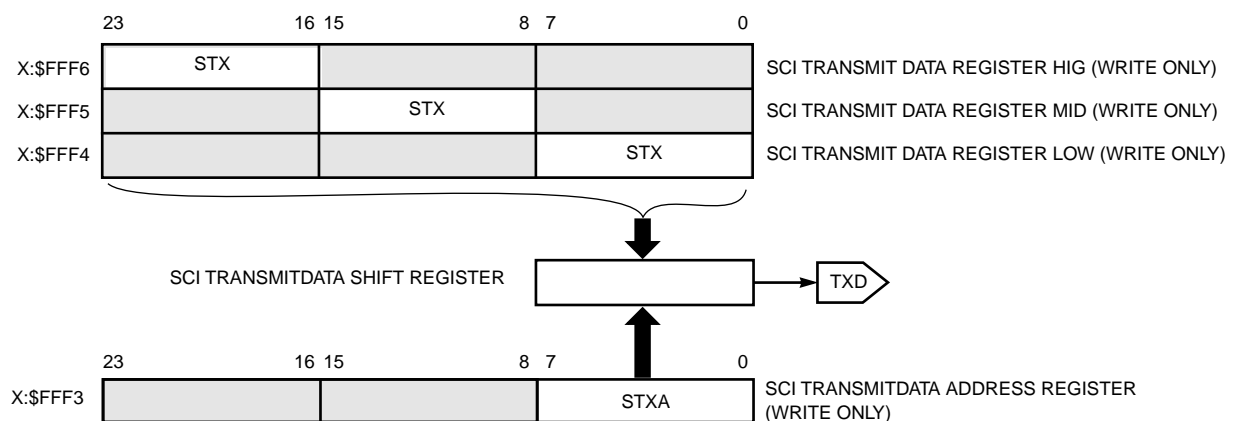 23 16 15 8 7 0
X:$FFF6 STX SCI TRANSMIT DATA REGISTER HIG (WRITE ONLY)
X:$FFF5 STX SCI TRANSMIT DATA REGISTER MID (WRITE ONLY)
X:$FFF4 STX SCI TRANSMIT DATA REGISTER LOW (WRITE ONLY)
SCI TRANSMITDATA SHIFT REGISTER TXD
23 16 15 8 7 0
X:$FFF3 STXA SCI TRANSMITDATA ADDRESS REGISTER
(WRITE ONLY)